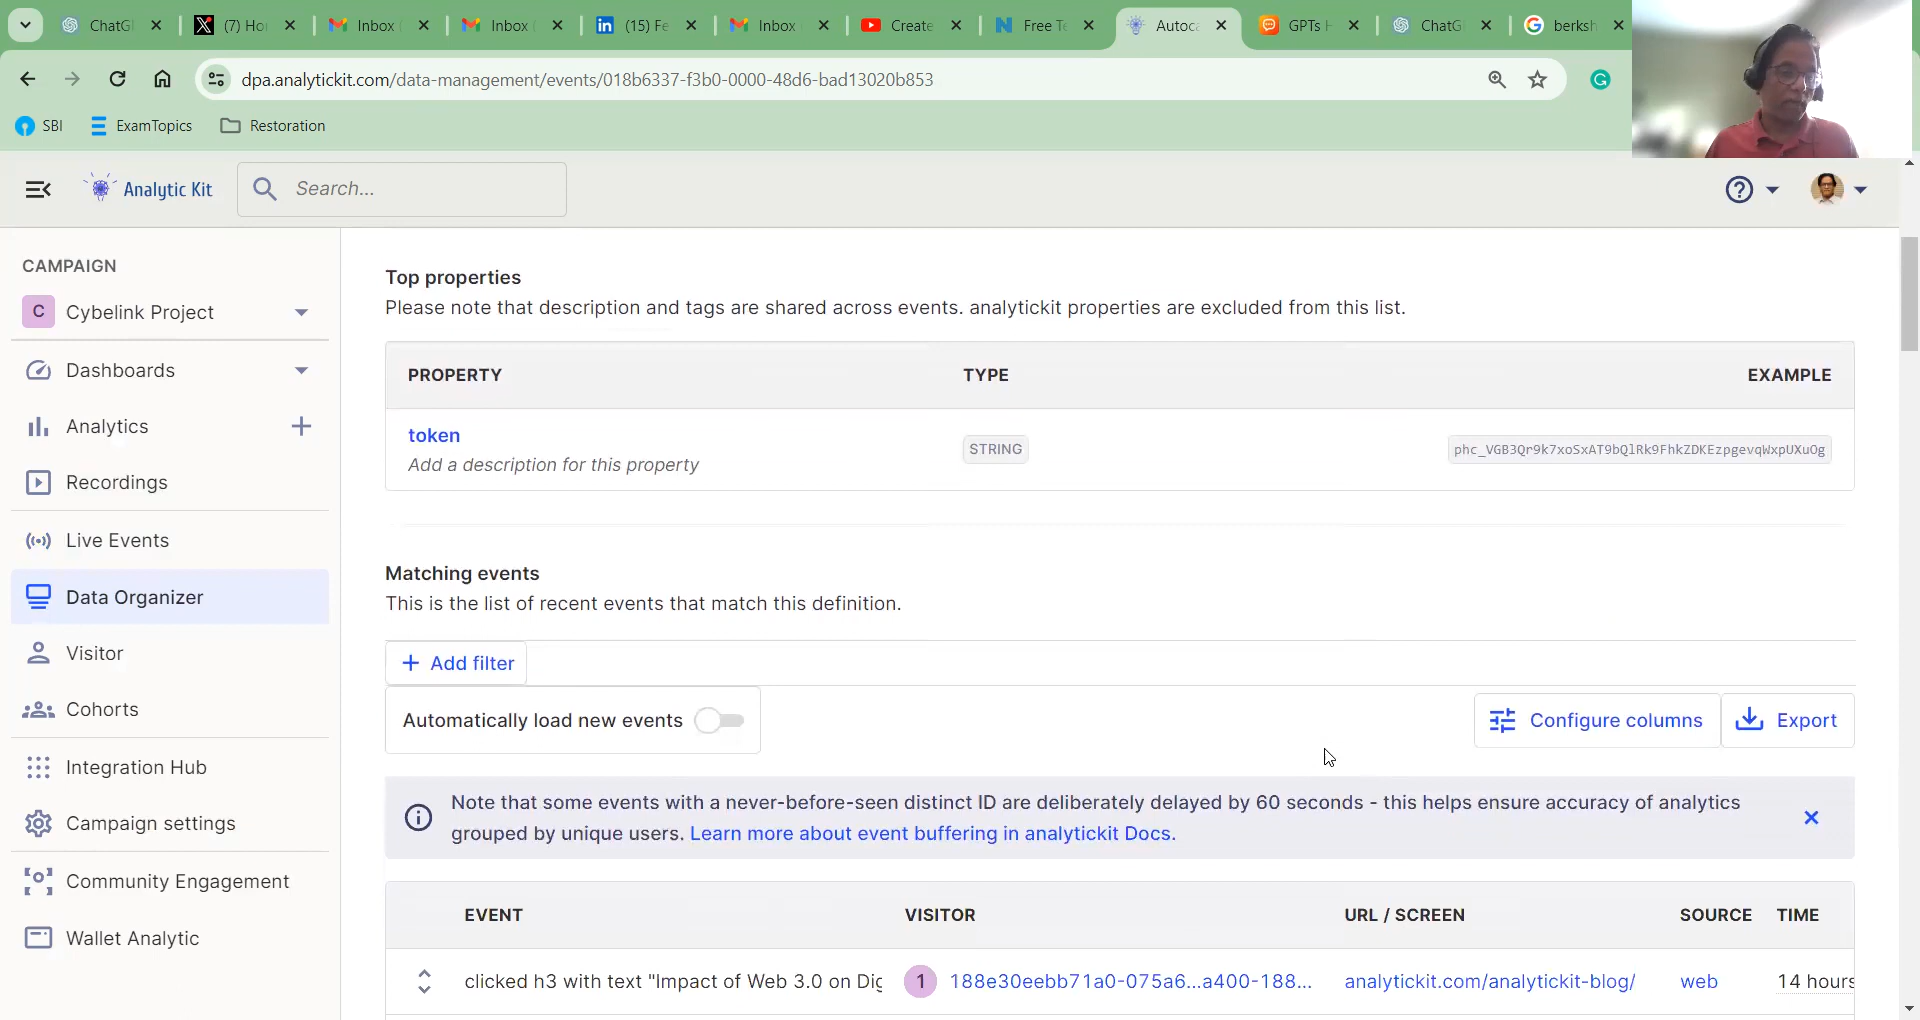 ChatG
(7) Ho
Inbox
Inbox
(15) Fe
Inbox
Create
Free Te
Autoca
GPTs H
ChatG
berksh
dpa.analytickit.com/data-management/events/018b6337-f3b0-0000-48d6-bad13020b853
SBI
ExamTopics
Restoration
Analytic Kit
Search...
CAMPAIGN
C
Cybelink Project
Dashboards
Analytics
Recordings
Live Events
Data Organizer
Visitor
Cohorts
Integration Hub
Campaign settings
Community Engagement
Wallet Analytic
Top properties
Please note that description and tags are shared across events. analytickit properties are excluded from this list.
PROPERTY TYPE EXAMPLE
token
STRING
phc_VGB3Qr9k7xoSxAT9bQlRk9FhkZDKEzpgevqWxpUXuOg
Add a description for this property
Matching events
This is the list of recent events that match this definition.
+ Add filter
Automatically load new events
Configure columns
Export
Note that some events with a never-before-seen distinct ID are deliberately delayed by 60 seconds - this helps ensure accuracy of analytics
grouped by unique users. Learn more about event buffering in analytickit Docs.
EVENT VISITOR URL / SCREEN SOURCE TIME
clicked h3 with text "Impact of Web 3.0 on Dig 1 188e30eebb71a0-075a6...a400-188... analytickit.com/analytickit-blog/ web 14 hours